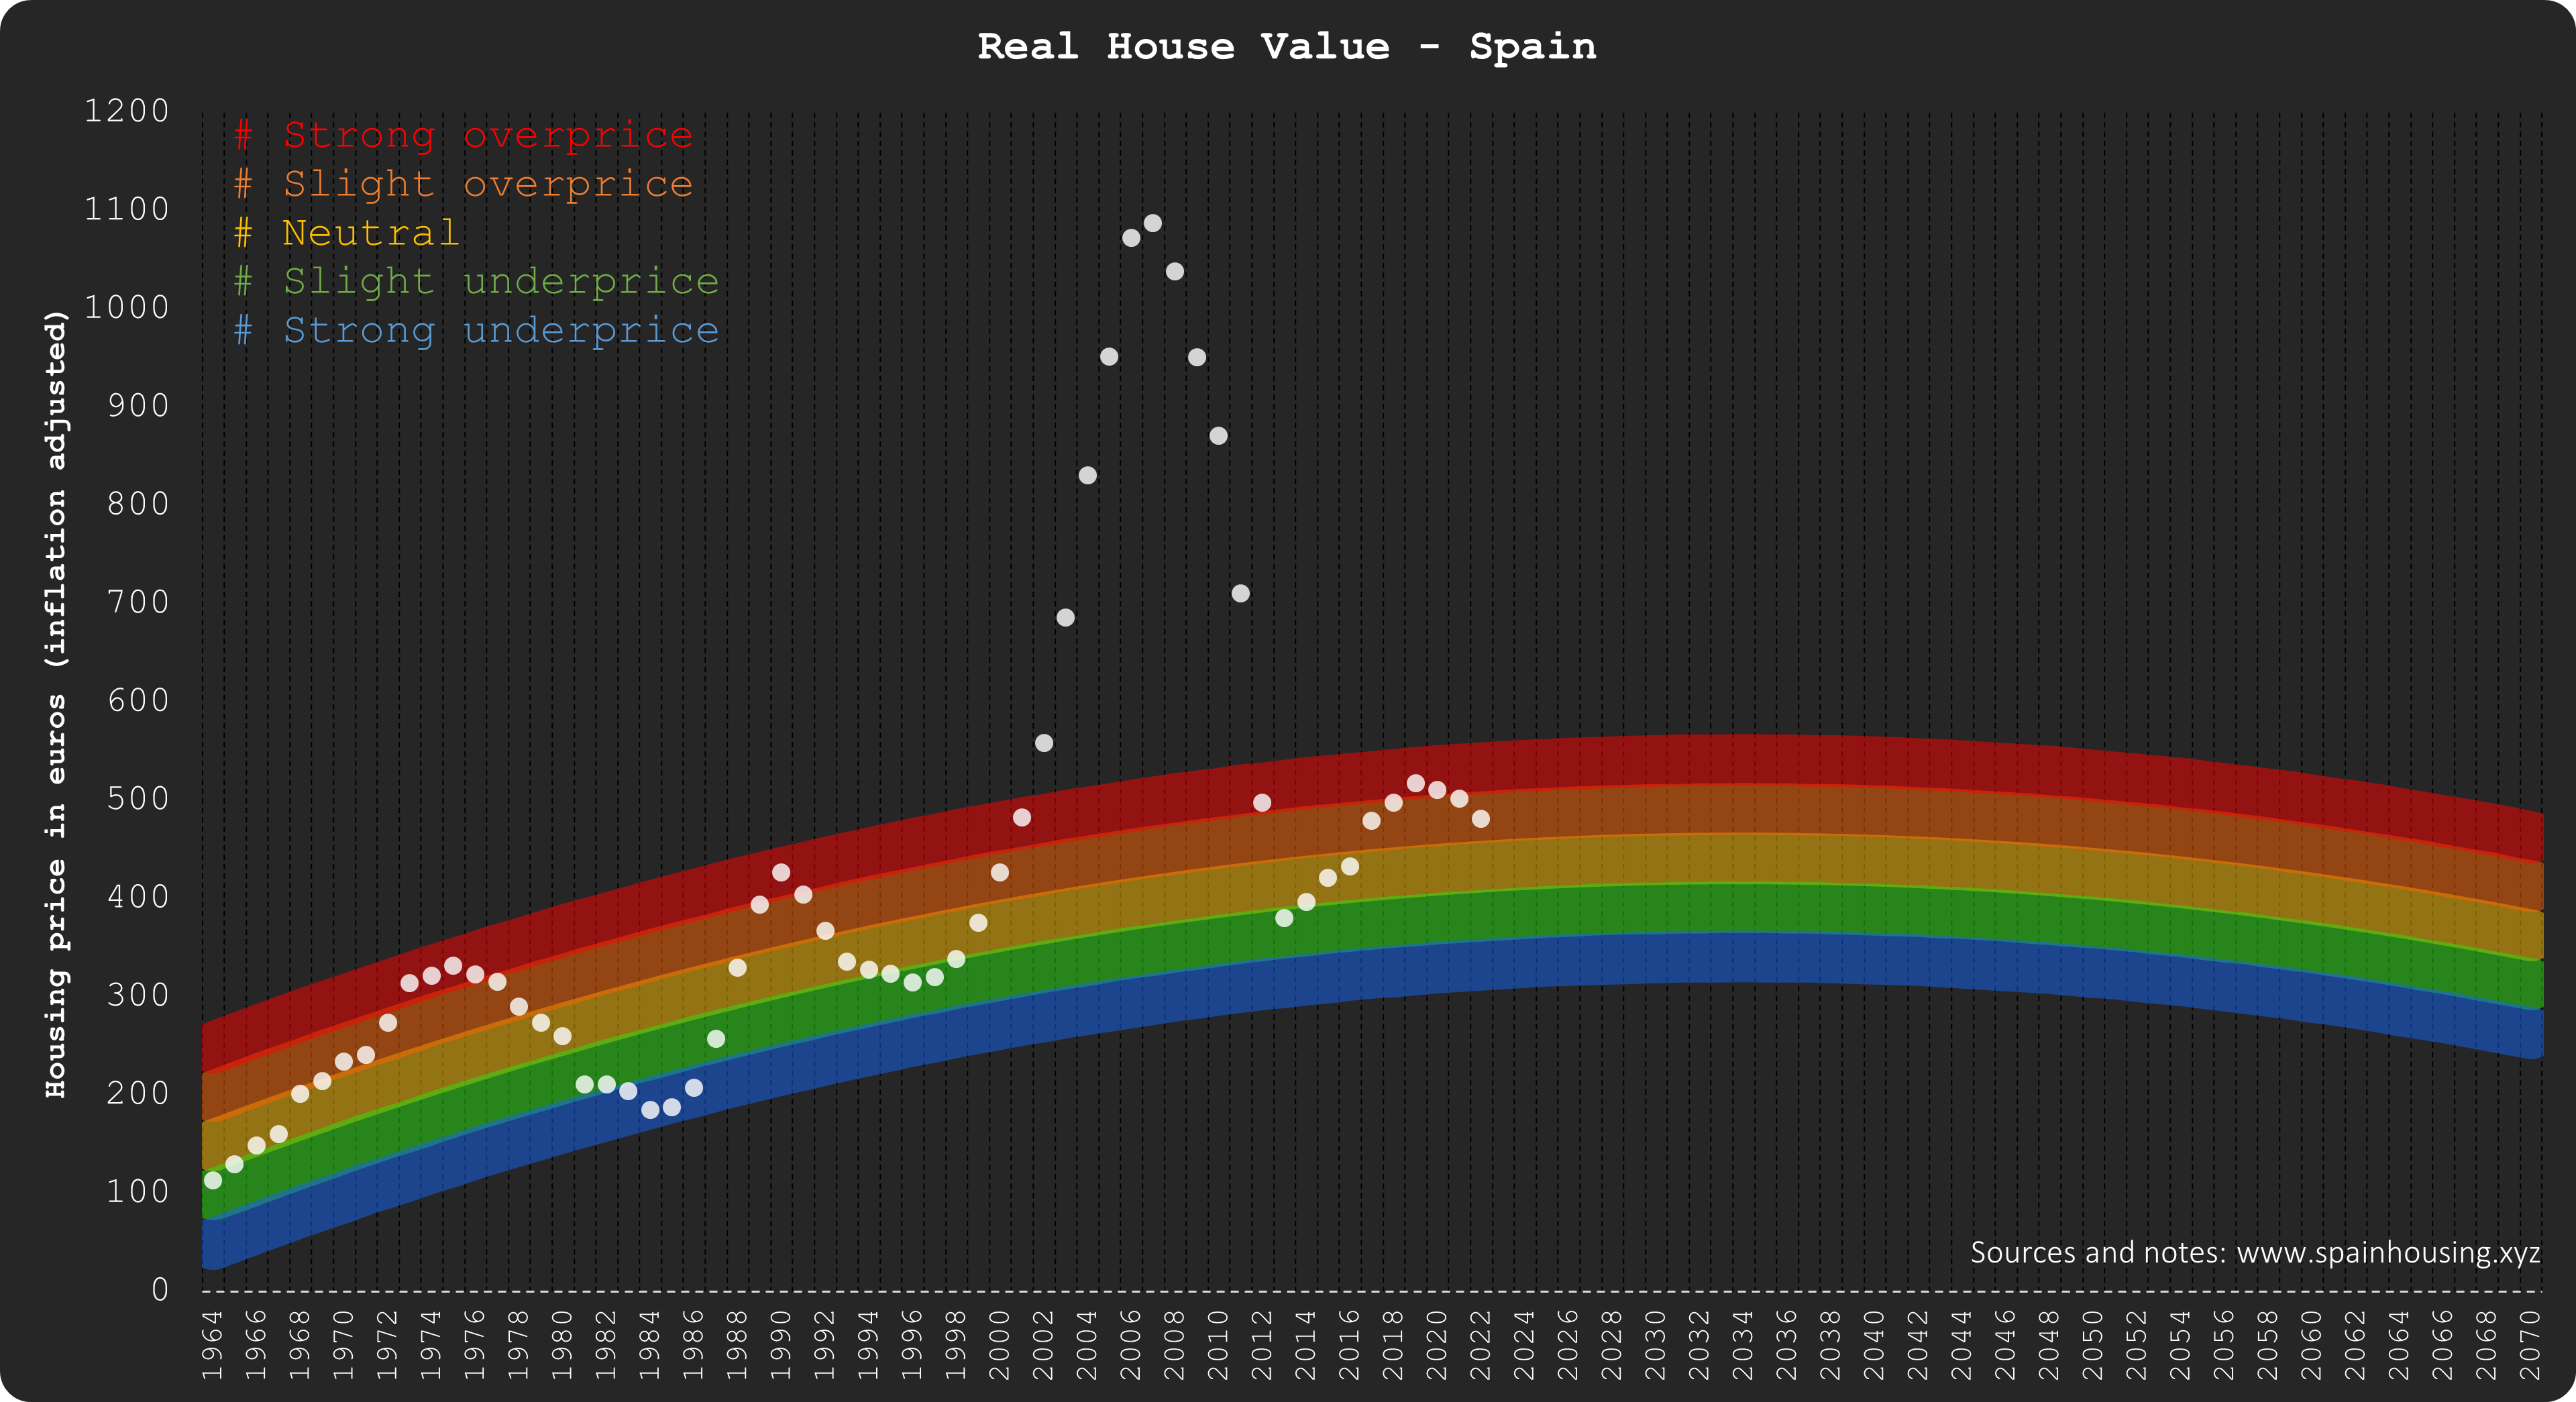 Real House Value - Spain
# Strong overprice
# Slight overprice
# Neutral
# Slight underprice
# Strong underprice
Housing price in euros (inflation adjusted)
1200
1100
1000
900
800
700
600
500
400
300
200
100
0
Sources and notes: www.spainhousing.xyz
1964 1966 1968 1970 1972 1974 1976 1978 1980 1982 1984 1986 1988 1990 1992 1994 1996 1998 2000 2002 2004 2006 2008 2010 2012 2014 2016 2018 2020 2022 2024 2026 2028 2030 2032 2034 2036 2038 2040 2042 2044 2046 2048 2050 2052 2054 2056 2058 2060 2062 2064 2066 2068 2070